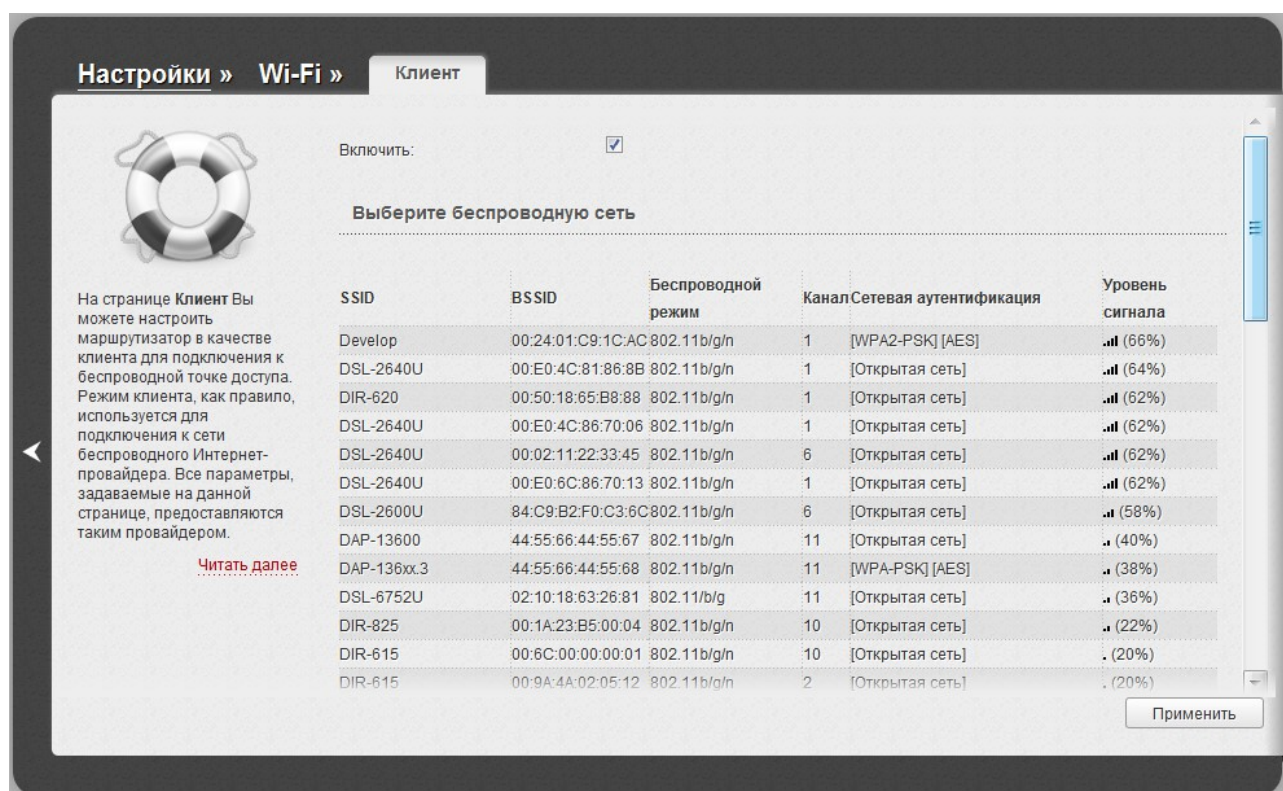 Настройки » Wi-Fi » Клиент
Включить:
Выберите беспроводную сеть
На странице Клиент Вы
можете настроить
маршрутизатор в качестве
клиента для подключения к
беспроводной точке доступа.
Режим клиента, как правило,
используется для
подключения к сети
беспроводного Интернет-
провайдера. Все параметры,
задаваемые на данной
странице, предоставляются
таким провайдером.
Читать далее
SSID BSSID Беспроводной режим Канал Сетевая аутентификация Уровень сигнала
Develop 00:24:01:C9:1C:AC 802.11b/g/n 1 [WPA2-PSK] [AES] (66%)
DSL-2640U 00:E0:4C:81:86:8B 802.11b/g/n 1 [Открытая сеть] (64%)
DIR-620 00:50:18:65:B8:88 802.11b/g/n 1 [Открытая сеть] (62%)
DSL-2640U 00:E0:4C:86:70:06 802.11b/g/n 1 [Открытая сеть] (62%)
DSL-2640U 00:02:11:22:33:45 802.11b/g/n 6 [Открытая сеть] (62%)
DSL-2640U 00:E0:6C:86:70:13 802.11b/g/n 1 [Открытая сеть] (62%)
DSL-2600U 84:C9:B2:F0:C3:6C 802.11b/g/n 6 [Открытая сеть] (58%)
DAP-13600 44:55:66:44:55:67 802.11b/g/n 11 [Открытая сеть] (40%)
DAP-136xx.3 44:55:66:44:55:68 802.11b/g/n 11 [WPA-PSK] [AES] (38%)
DSL-6752U 02:10:18:63:26:81 802.11/b/g 11 [Открытая сеть] (36%)
DIR-825 00:1A:23:B5:00:04 802.11b/g/n 10 [Открытая сеть] (22%)
DIR-615 00:6C:00:00:00:01 802.11b/g/n 10 [Открытая сеть] (20%)
DIR-615 00:9A:4A:02:05:12 802.11b/g/n 2 [Открытая сеть] (20%)
Применить